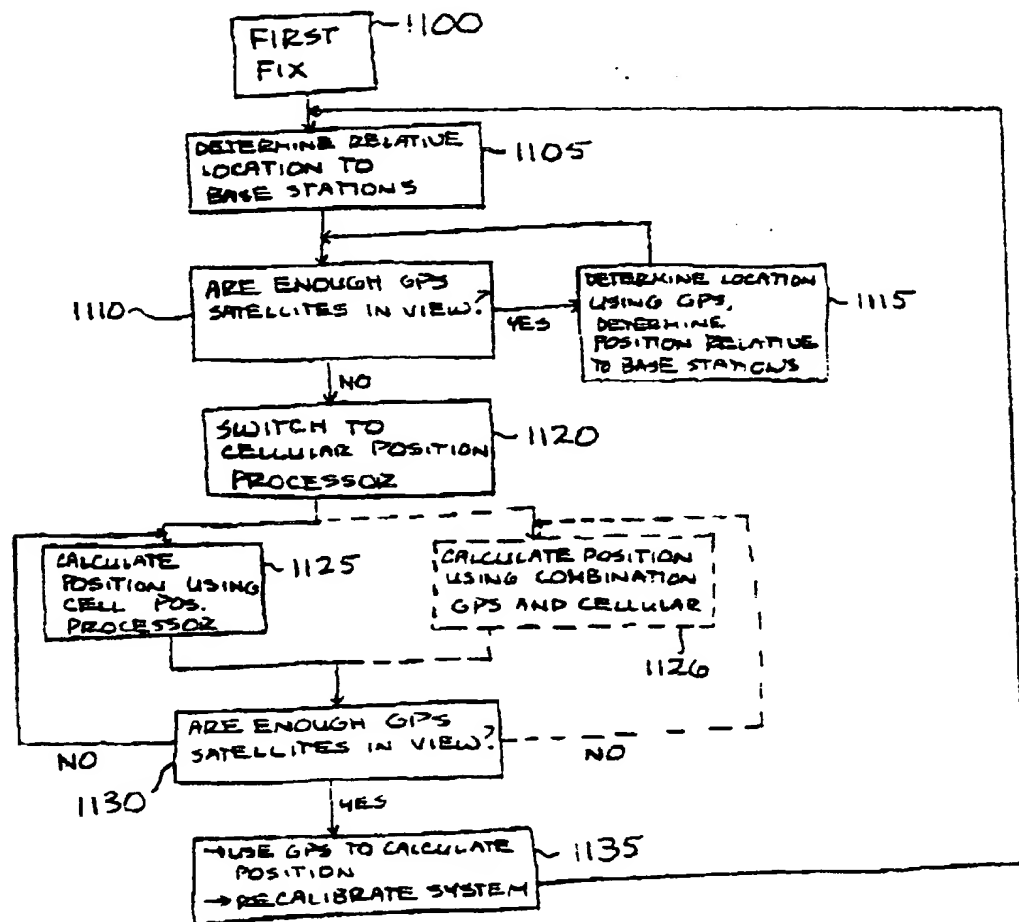 FIRST
FIX
1100
DETERMINE RELATIVE
LOCATION TO
BASE STATIONS
1105
ARE ENOUGH GPS
SATELLITES IN VIEW?
1110
YES
DETERMINE LOCATION
USING GPS,
DETERMINE
POSITION RELATIVE
TO BASE STATIONS
1115
NO
SWITCH TO
CELLULAR POSITION
PROCESSOR
1120
CALCULATE
POSITION USING
CELL POS.
PROCESSOR
1125
CALCULATE POSITION
USING COMBINATION
GPS AND CELLULAR
1126
ARE ENOUGH GPS
SATELLITES IN VIEW?
NO
NO
1130
YES
→USE GPS TO CALCULATE
POSITION
→RECALIBRATE SYSTEM
1135